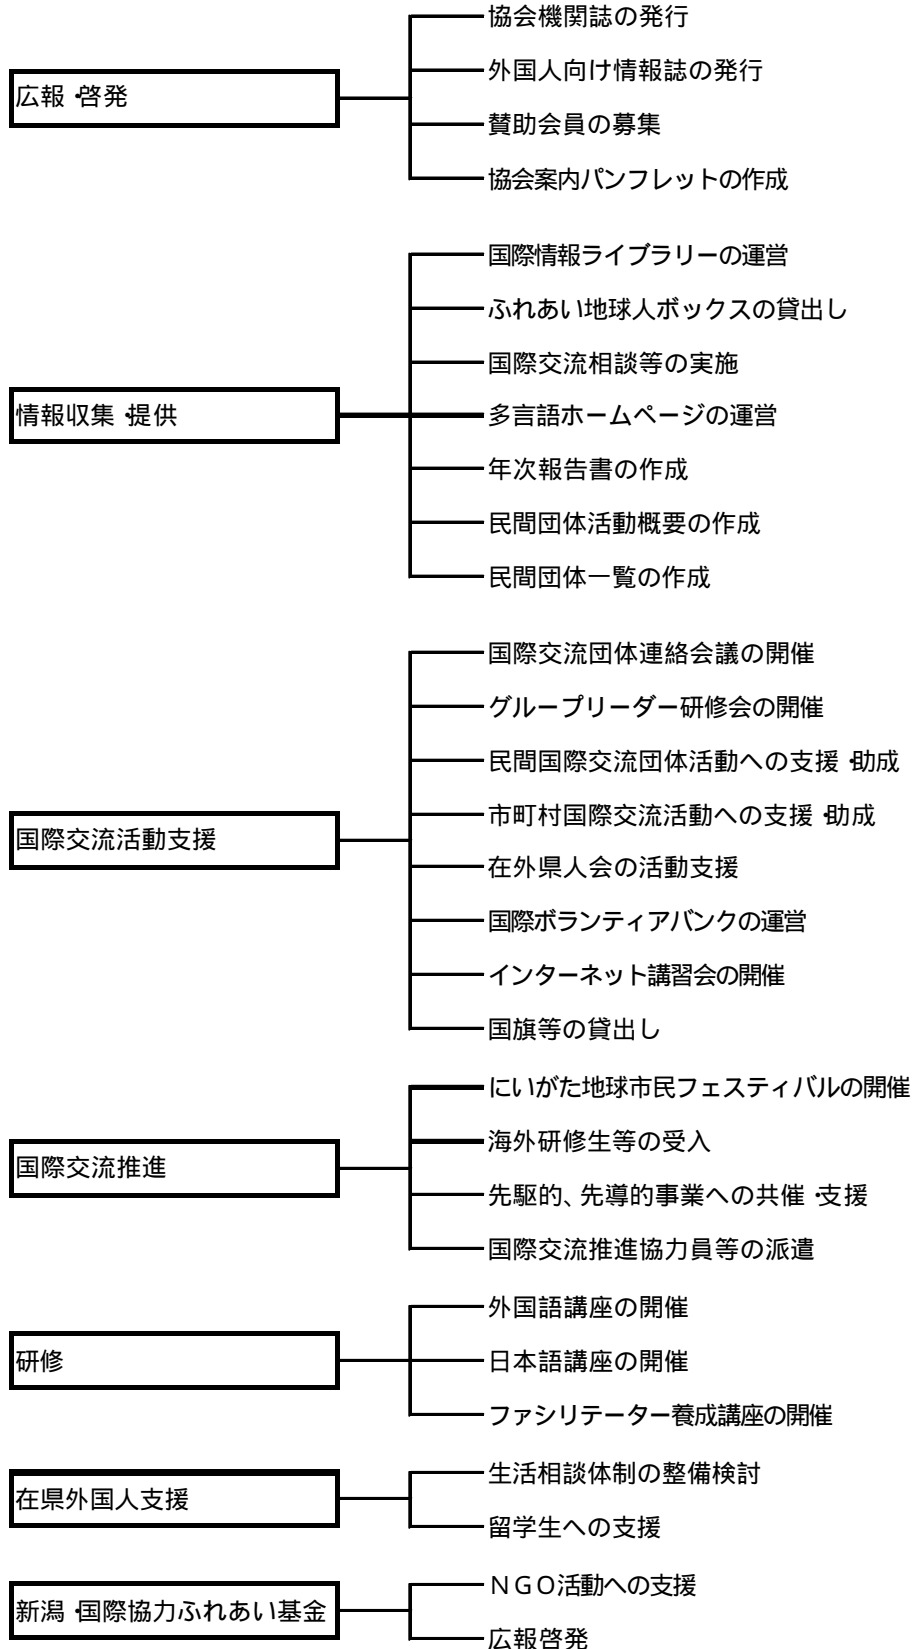 広報・啓発
協会機関誌の発行
外国人向け情報誌の発行
賛助会員の募集
協会案内パンフレットの作成
情報収集・提供
国際情報ライブラリーの運営
ふれあい地球人ボックスの貸出し
国際交流相談等の実施
多言語ホームページの運営
年次報告書の作成
民間団体活動概要の作成
民間団体一覧の作成
国際交流活動支援
国際交流団体連絡会議の開催
グループリーダー研修会の開催
民間国際交流団体活動への支援・助成
市町村国際交流活動への支援・助成
在外県人会の活動支援
国際ボランティアバンクの運営
インターネット講習会の開催
国旗等の貸出し
国際交流推進
にいがた地球市民フェスティバルの開催
海外研修生等の受入
先駆的、先導的事業への共催・支援
国際交流推進協力員等の派遣
研修
外国語講座の開催
日本語講座の開催
ファシリテーター養成講座の開催
在県外国人支援
生活相談体制の整備検討
留学生への支援
新潟・国際協力ふれあい基金
ＮＧＯ活動への支援
広報啓発